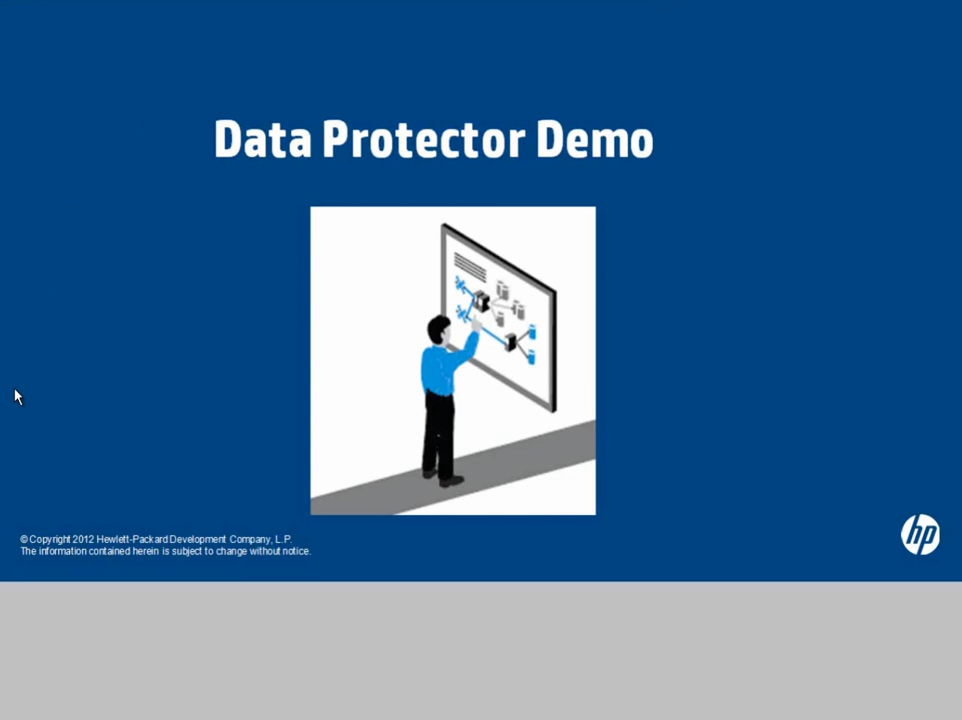 Data Protector Demo
© Copyright 2012 Hewlett-Packard Development Company, L.P.
The information contained herein is subject to change without notice.
hp